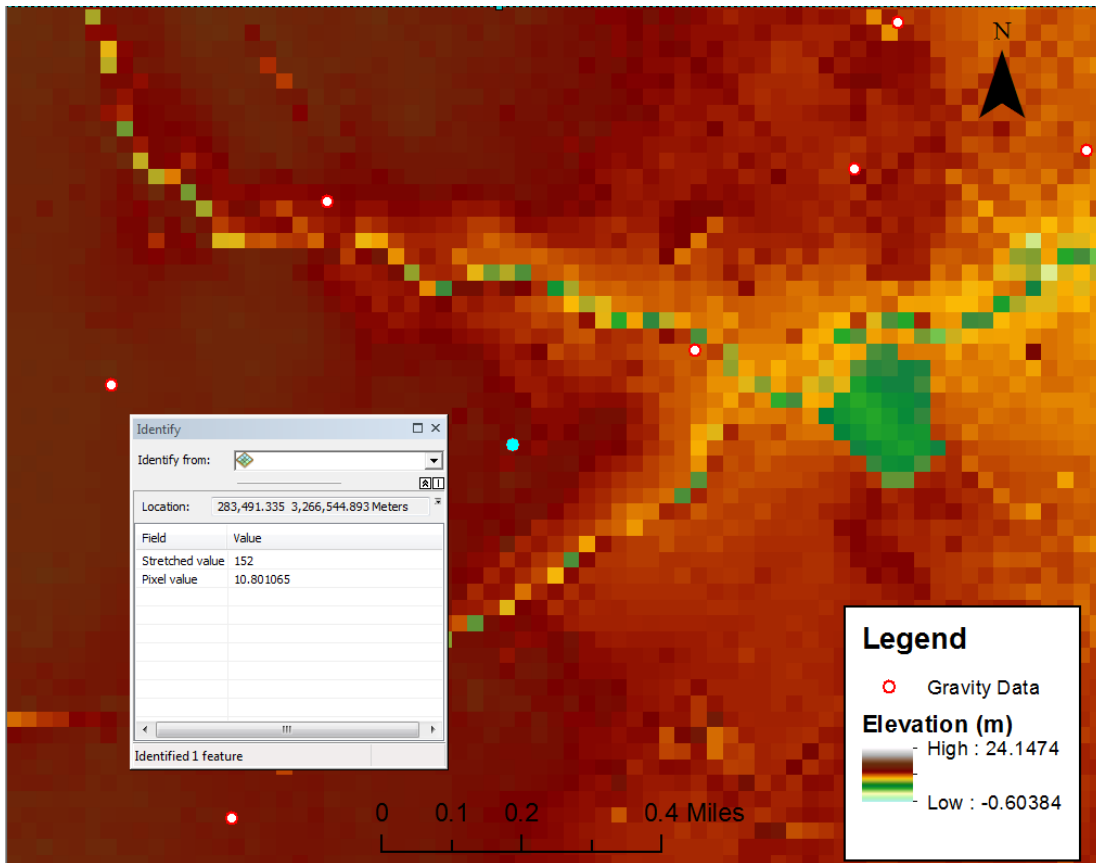 N
Identify
Identify from:
Location: 283,491.335 3,266,544.893 Meters
Field Value
Stretched value 152
Pixel value 10.801065
Identified 1 feature
Legend
Gravity Data
Elevation (m)
High : 24.1474
Low : -0.60384
0 0.1 0.2 0.4 Miles